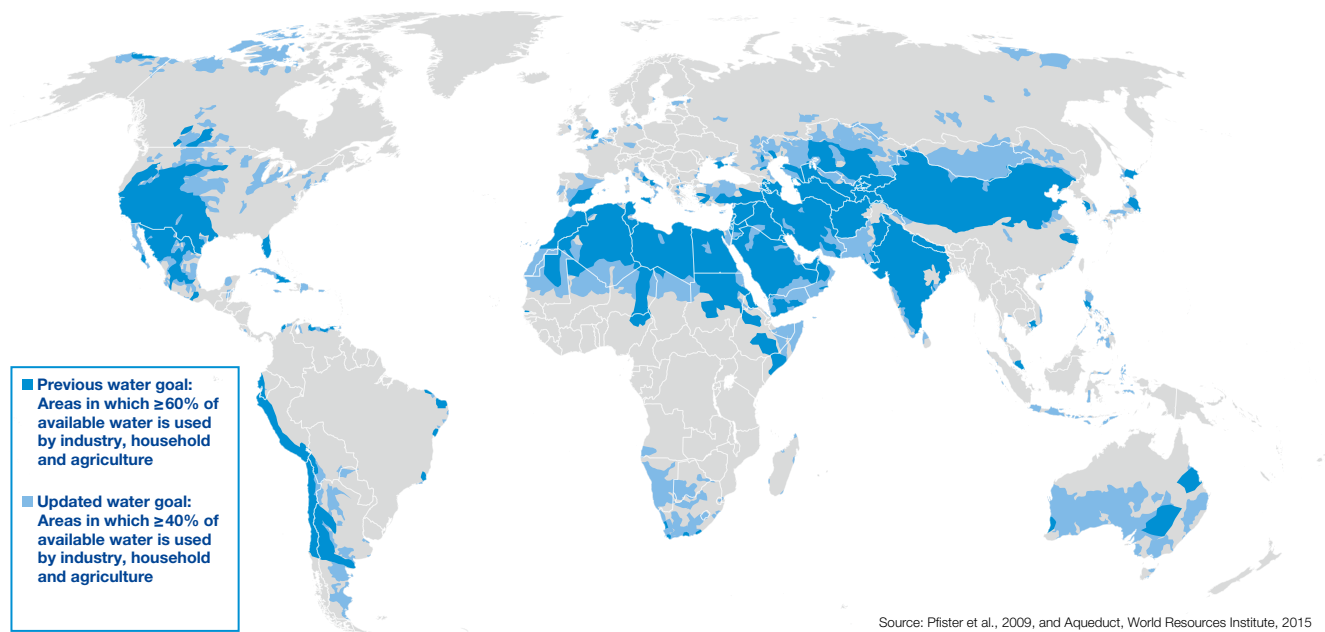 Previous water goal:
Areas in which ≥60% of
available water is used
by industry, household
and agriculture
Updated water goal:
Areas in which ≥40% of
available water is used
by industry, household
and agriculture
Source: Pfister et al., 2009, and Aqueduct, World Resources Institute, 2015